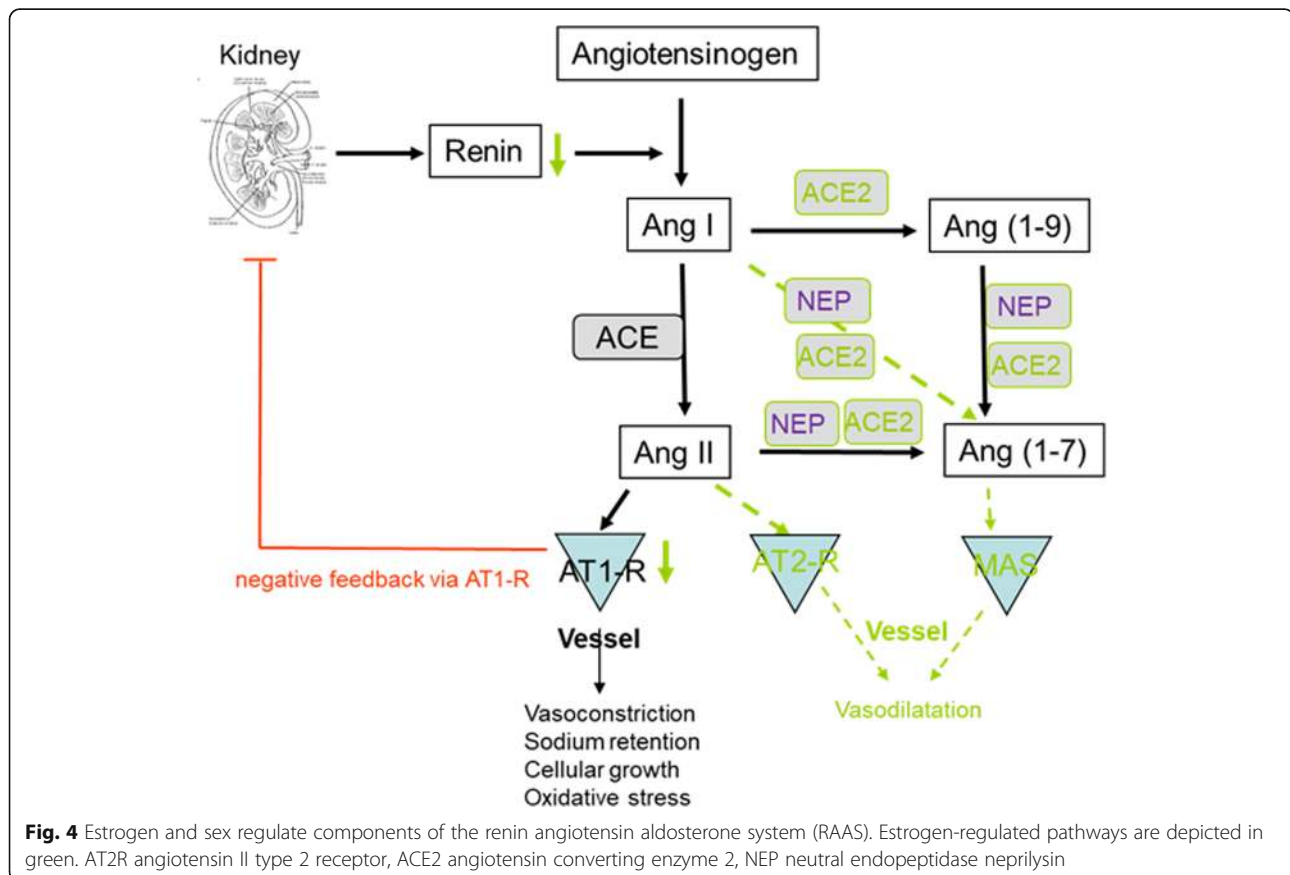 Kidney
Angiotensinogen
Renin
ACE2
Ang I
Ang (1-9)
NEP
NEP
ACE
ACE2
ACE2
NEP
ACE2
Ang II
Ang (1-7)
AT1-R
AT2-R
MAS
negative feedback via AT1-R
Vessel
Vessel
Vasoconstriction
Sodium retention
Cellular growth
Oxidative stress
Vasodilatation
Fig. 4 Estrogen and sex regulate components of the renin angiotensin aldosterone system (RAAS). Estrogen-regulated pathways are depicted in
green. AT2R angiotensin II type 2 receptor, ACE2 angiotensin converting enzyme 2, NEP neutral endopeptidase neprilysin